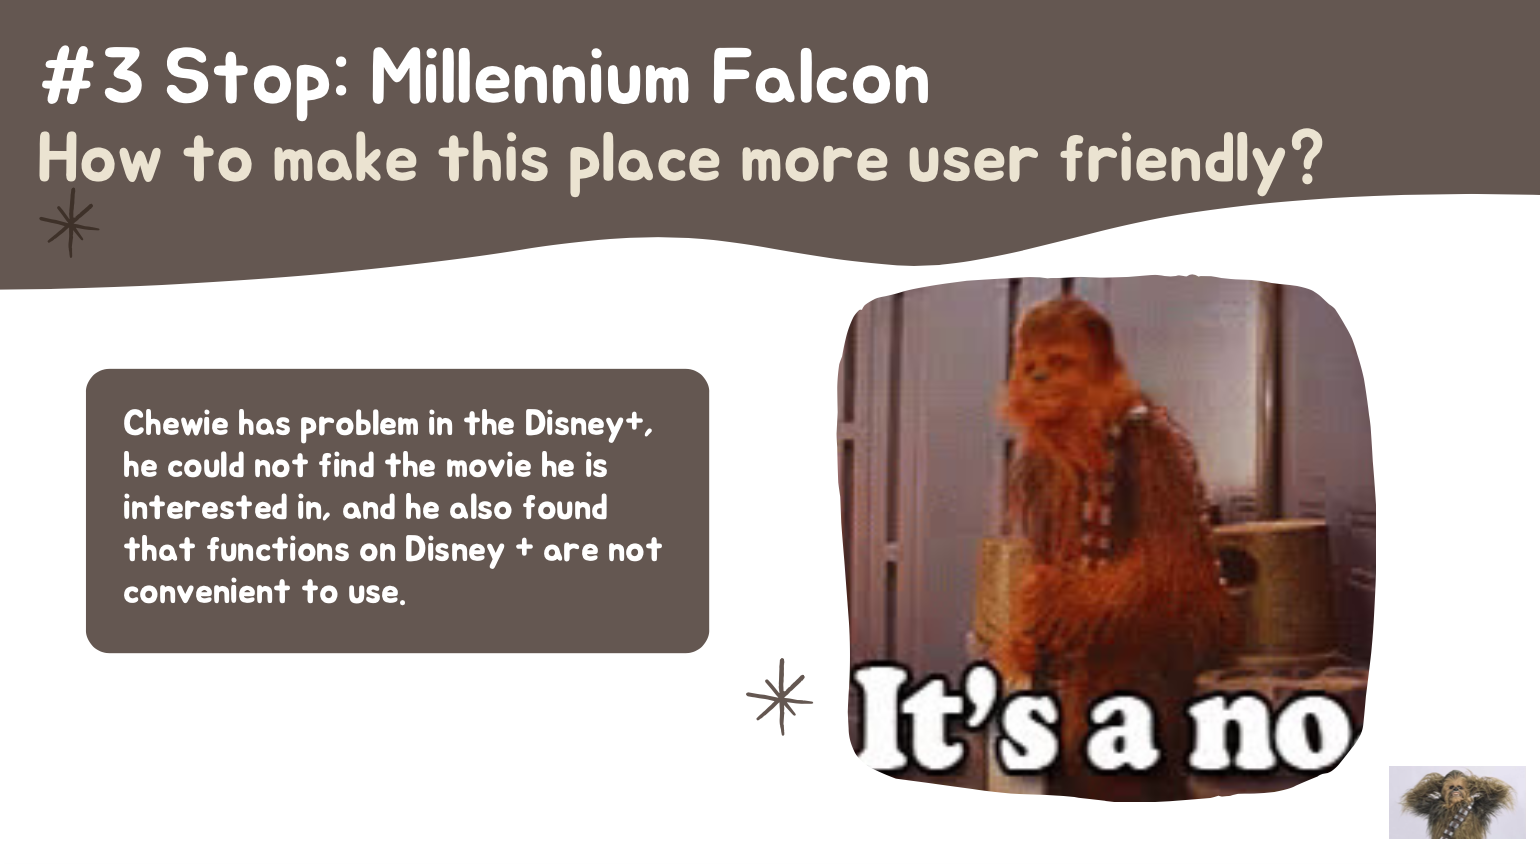 #3 Stop: Millennium Falcon
How to make this place more user friendly?
Chewie has problem in the Disney+,
he could not find the movie he is
interested in, and he also found
that functions on Disney + are not
convenient to use.
It's a no